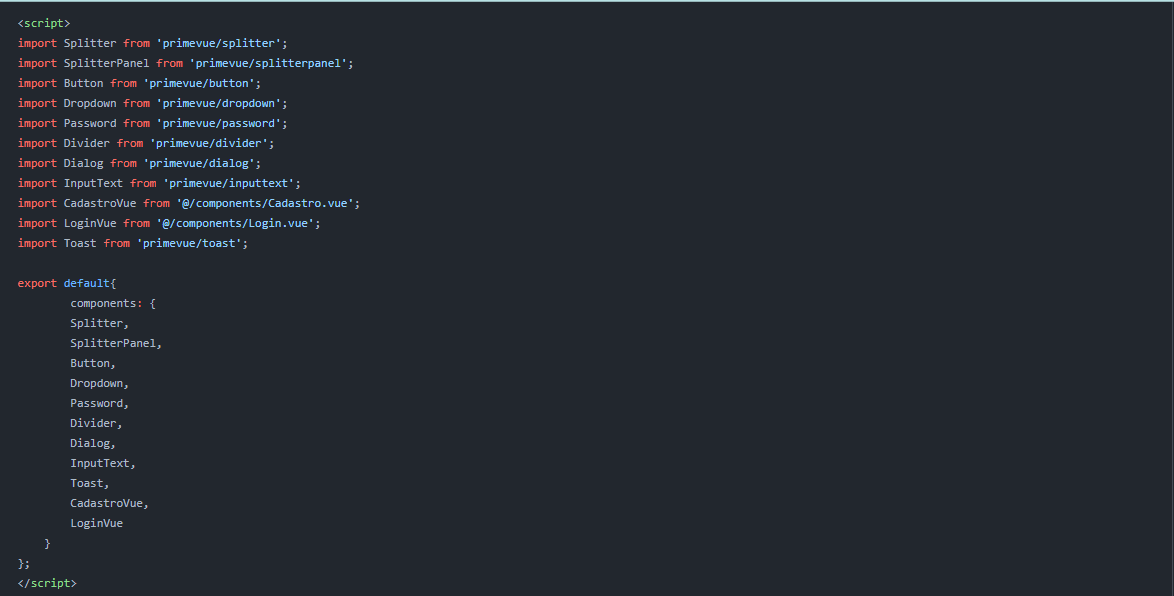 <script>
import Splitter from 'primevue/splitter';
import SplitterPanel from 'primevue/splitterpanel';
import Button from 'primevue/button';
import Dropdown from 'primevue/dropdown';
import Password from 'primevue/password';
import Divider from 'primevue/divider';
import Dialog from 'primevue/dialog';
import InputText from 'primevue/inputtext';
import CadastroVue from '@/components/Cadastro.vue';
import LoginVue from '@/components/Login.vue';
import Toast from 'primevue/toast';

export default{
        components: {
        Splitter,
        SplitterPanel,
        Button,
        Dropdown,
        Password,
        Divider,
        Dialog,
        InputText,
        Toast,
        CadastroVue,
        LoginVue
    }
};
</script>